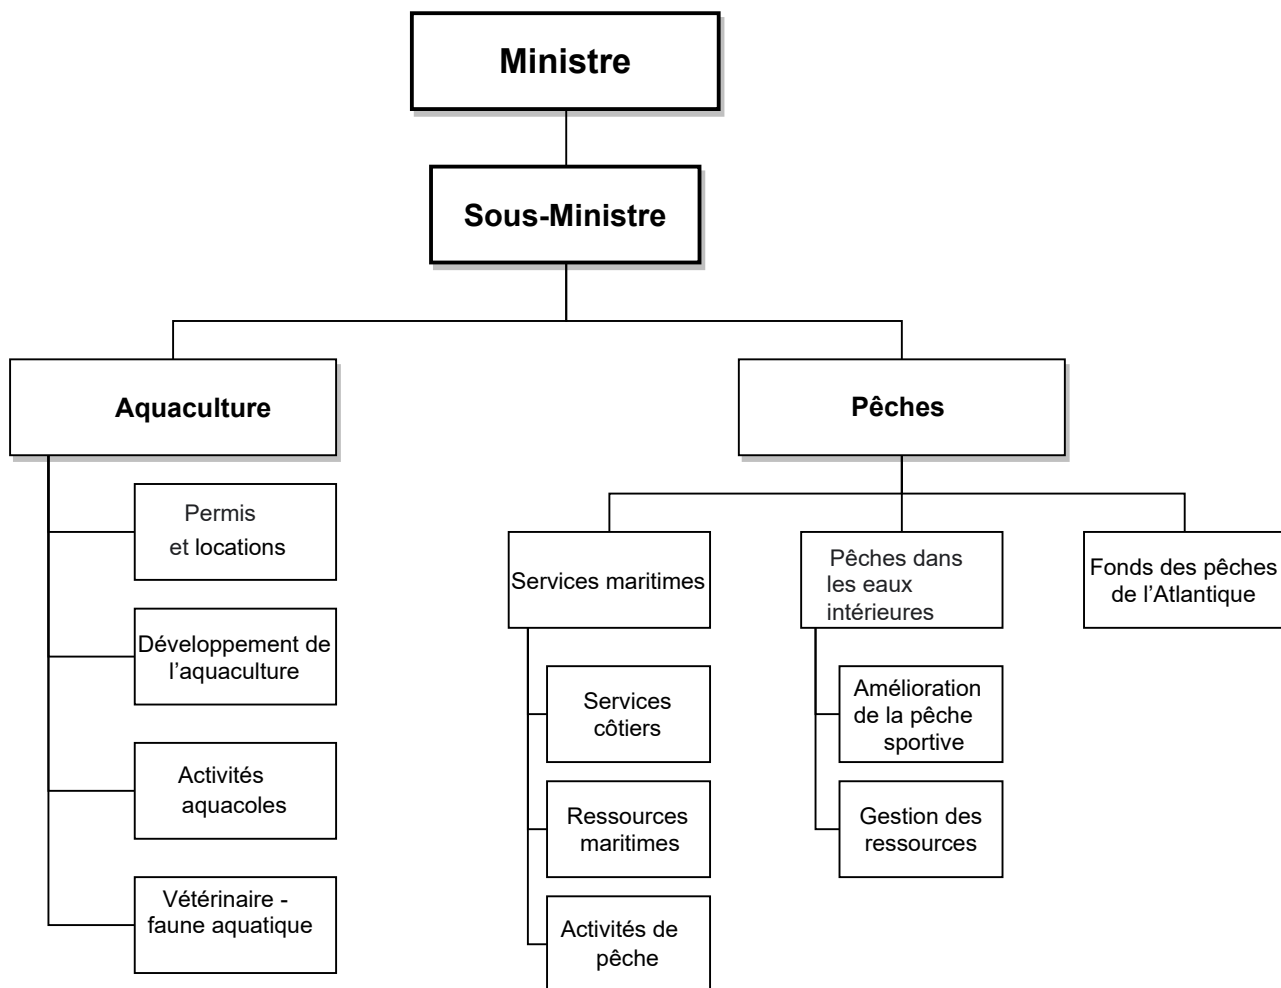 Ministre
Sous-Ministre
Aquaculture
Pêches
Permis
et locations
Développement de
l’aquaculture
Activités
aquacoles
Vétérinaire -
faune aquatique
Services maritimes
Services
côtiers
Ressources
maritimes
Activités de
pêche
Pêches dans
les eaux
intérieures
Amélioration
de la pêche
sportive
Gestion des
ressources
Fonds des pêches
de l’Atlantique